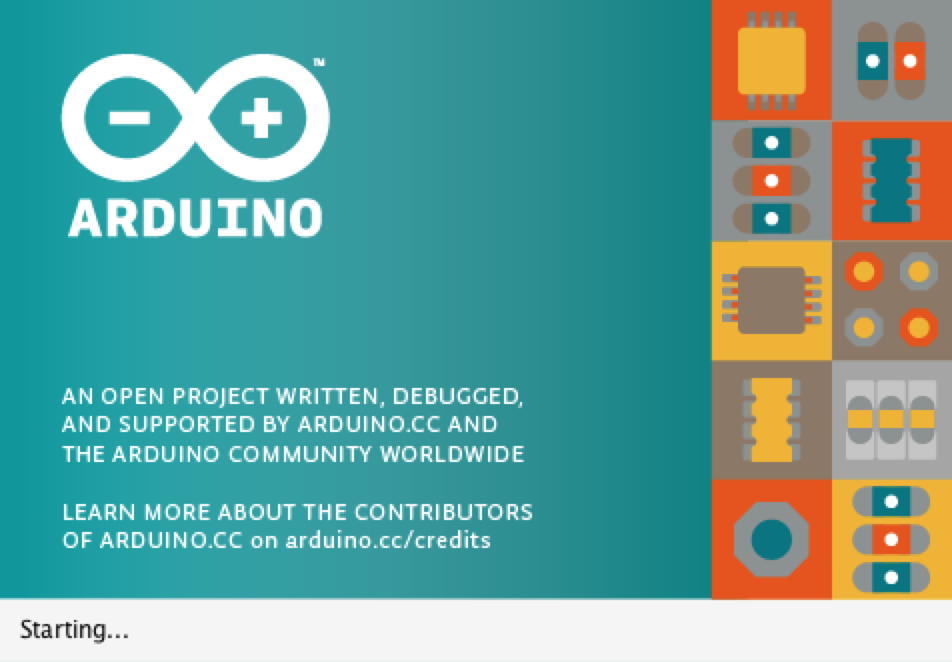 ™
ARDUINO
AN OPEN PROJECT WRITTEN, DEBUGGED,
AND SUPPORTED BY ARDUINO.CC AND
THE ARDUINO COMMUNITY WORLDWIDE
LEARN MORE ABOUT THE CONTRIBUTORS
OF ARDUINO.CC on arduino.cc/credits
Starting...